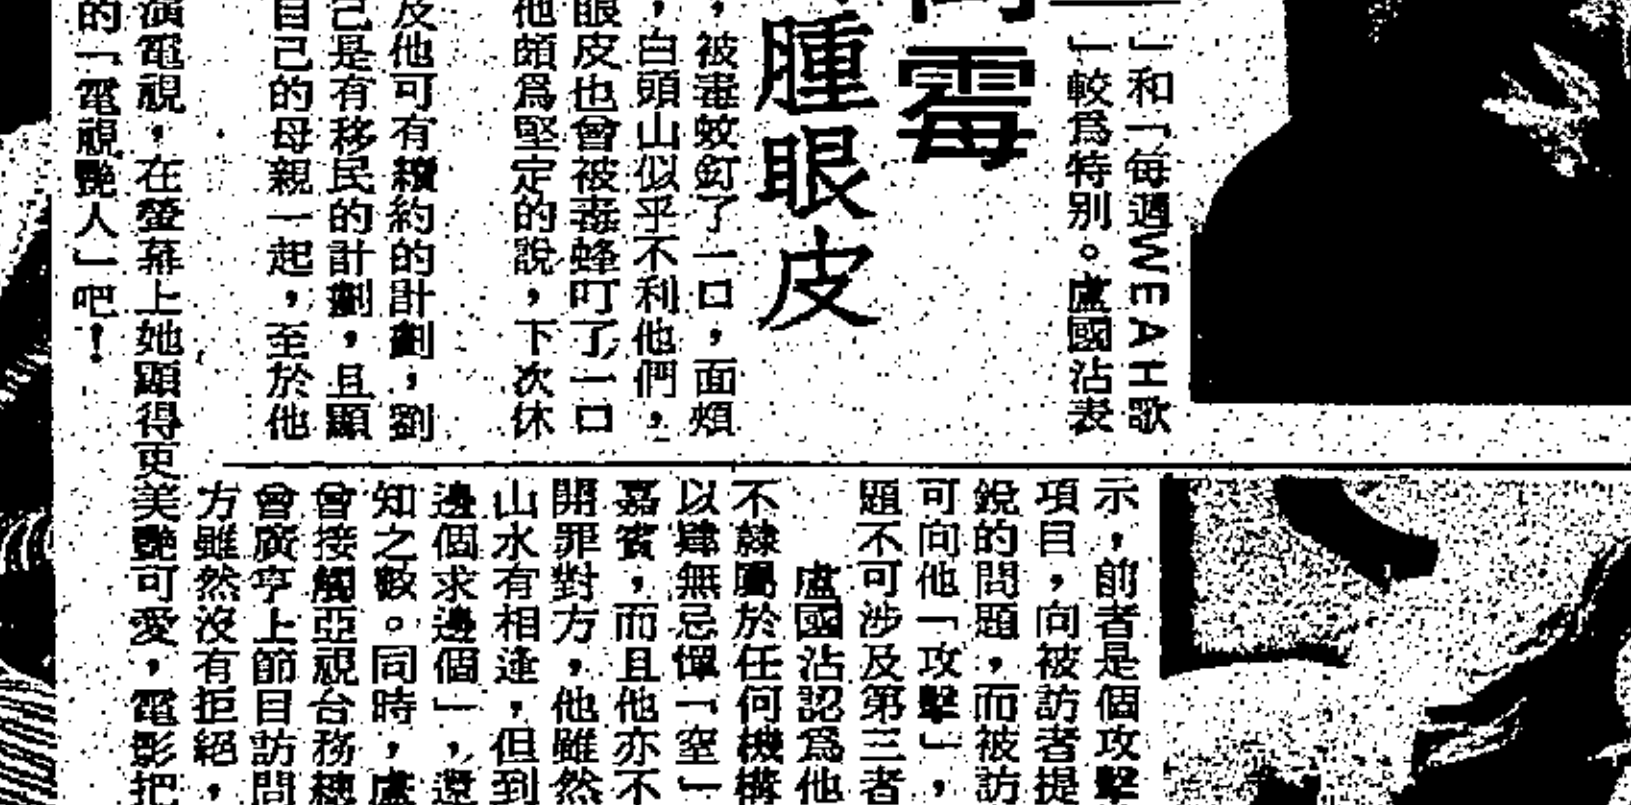 」和「每週WEAH歌
」較爲特別。盧國沾表
霉
腫眼皮
，被毒蚊釘了一口，面頰
，白頭山似乎不利他們，
眼皮也會被毒蜂叮了一口
他頗爲堅定的說，下次休
及他可有續約的計劃，劉
己是有移民的計劃，且顯
自己的母親一起，至於他
演電視，在螢幕上她顯得更美艷可愛，電影把
的「電視艷人」吧！
示，前者是個攻擊
項目，向被訪者提
銳的問題，而被訪
可向他「攻擊」，
題不可涉及第三者
盧國沾認爲他
不隸屬於任何機構
以肆無忌憚「窒」
嘉賓，而且他亦不
開罪對方，他雖然
山水有相逢，但到
邊個求邊個」，還
知之數。同時，盧
曾接觸亞視台務總
曾廣亨上節目訪問
方雖然沒有拒絕，